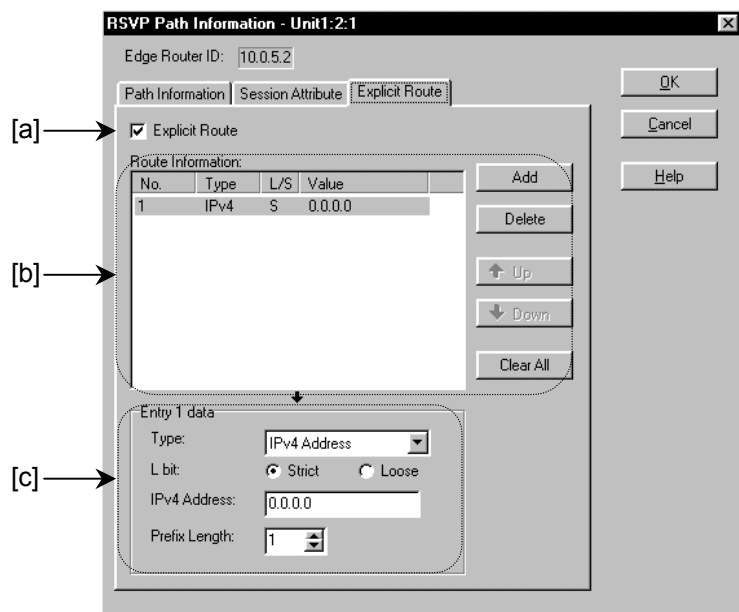 RSVP Path Information - Unit1:2:1
Edge Router ID: 10.0.5.2
Path Information Session Attribute Explicit Route
OK
Cancel
Help
[a]
Explicit Route
Route Information:
No. Type L/S Value
1 IPv4 S 0.0.0.0
Add
Delete
Up
Down
Clear All
[b]
Entry 1 data
Type: IPv4 Address
L bit: Strict Loose
[c]
IPv4 Address: 0.0.0.0
Prefix Length: 1